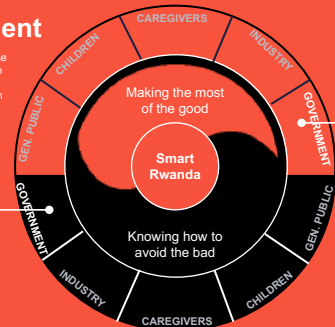 ent
se
n
n
CAREGIVERS
CHILDREN
INDUSTRY
GEN. PUBLIC
GOVERNMENT
Making the most
of the good
Smart
Rwanda
Knowing how to
avoid the bad
GOVERNMENT
GEN. PUBLIC
INDUSTRY
CHILDREN
CAREGIVERS